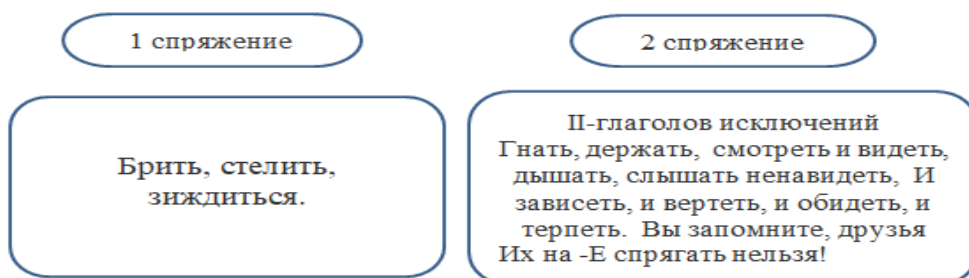 1 спряжение
2 спряжение
Брить, стелить,
зиждиться.
II-глаголов исключений
Гнать, держать, смотреть и видеть,
дышать, слышать ненавидеть, И
зависеть, и вертеть, и обидеть, и
терпеть. Вы запомните, друзья
Их на -Е спрягать нельзя!